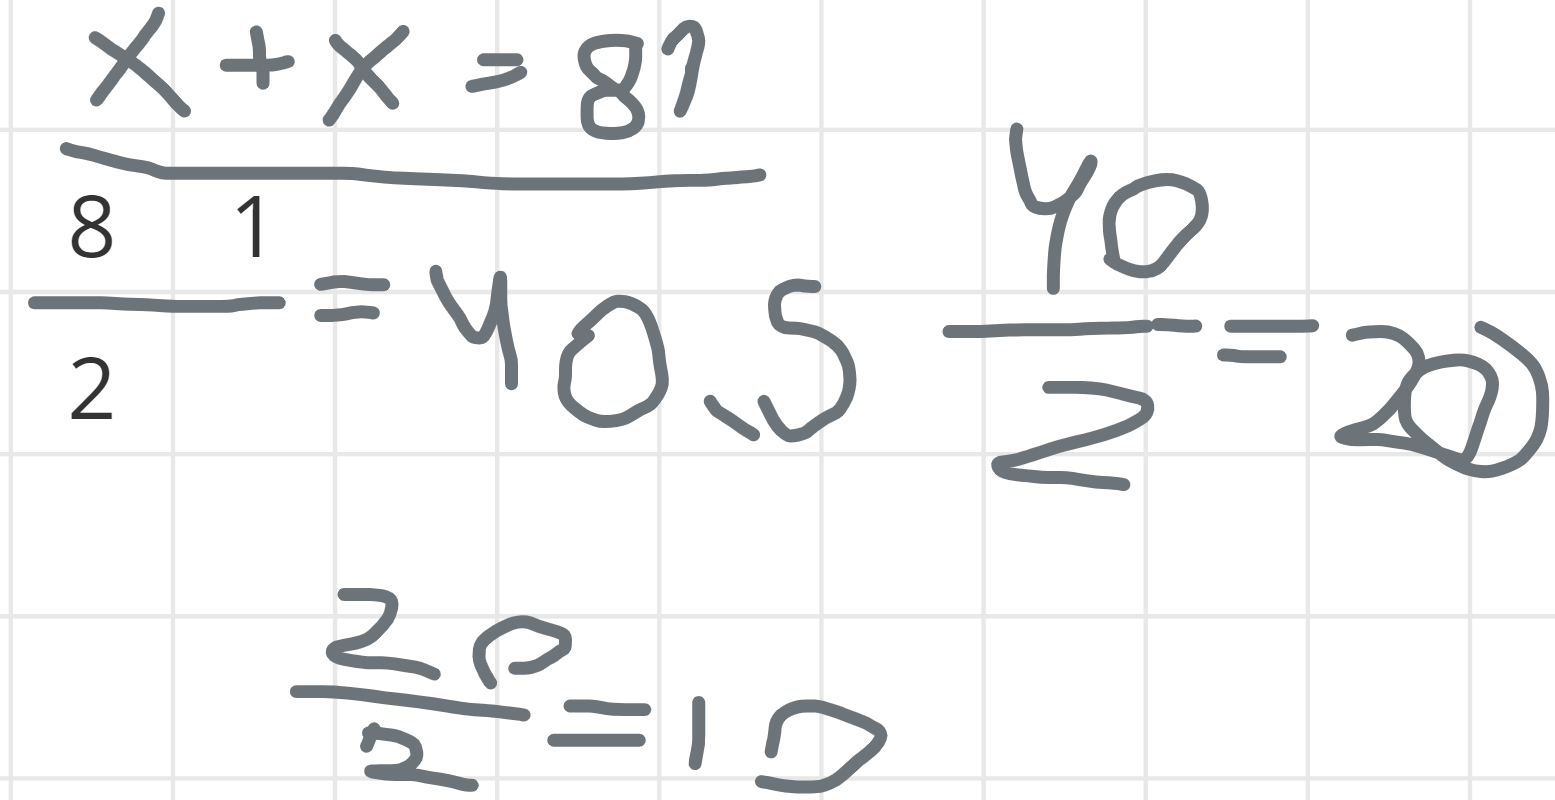 x + x = 81
81/2 = 40,5
40/2 = 20
20/2 = 10